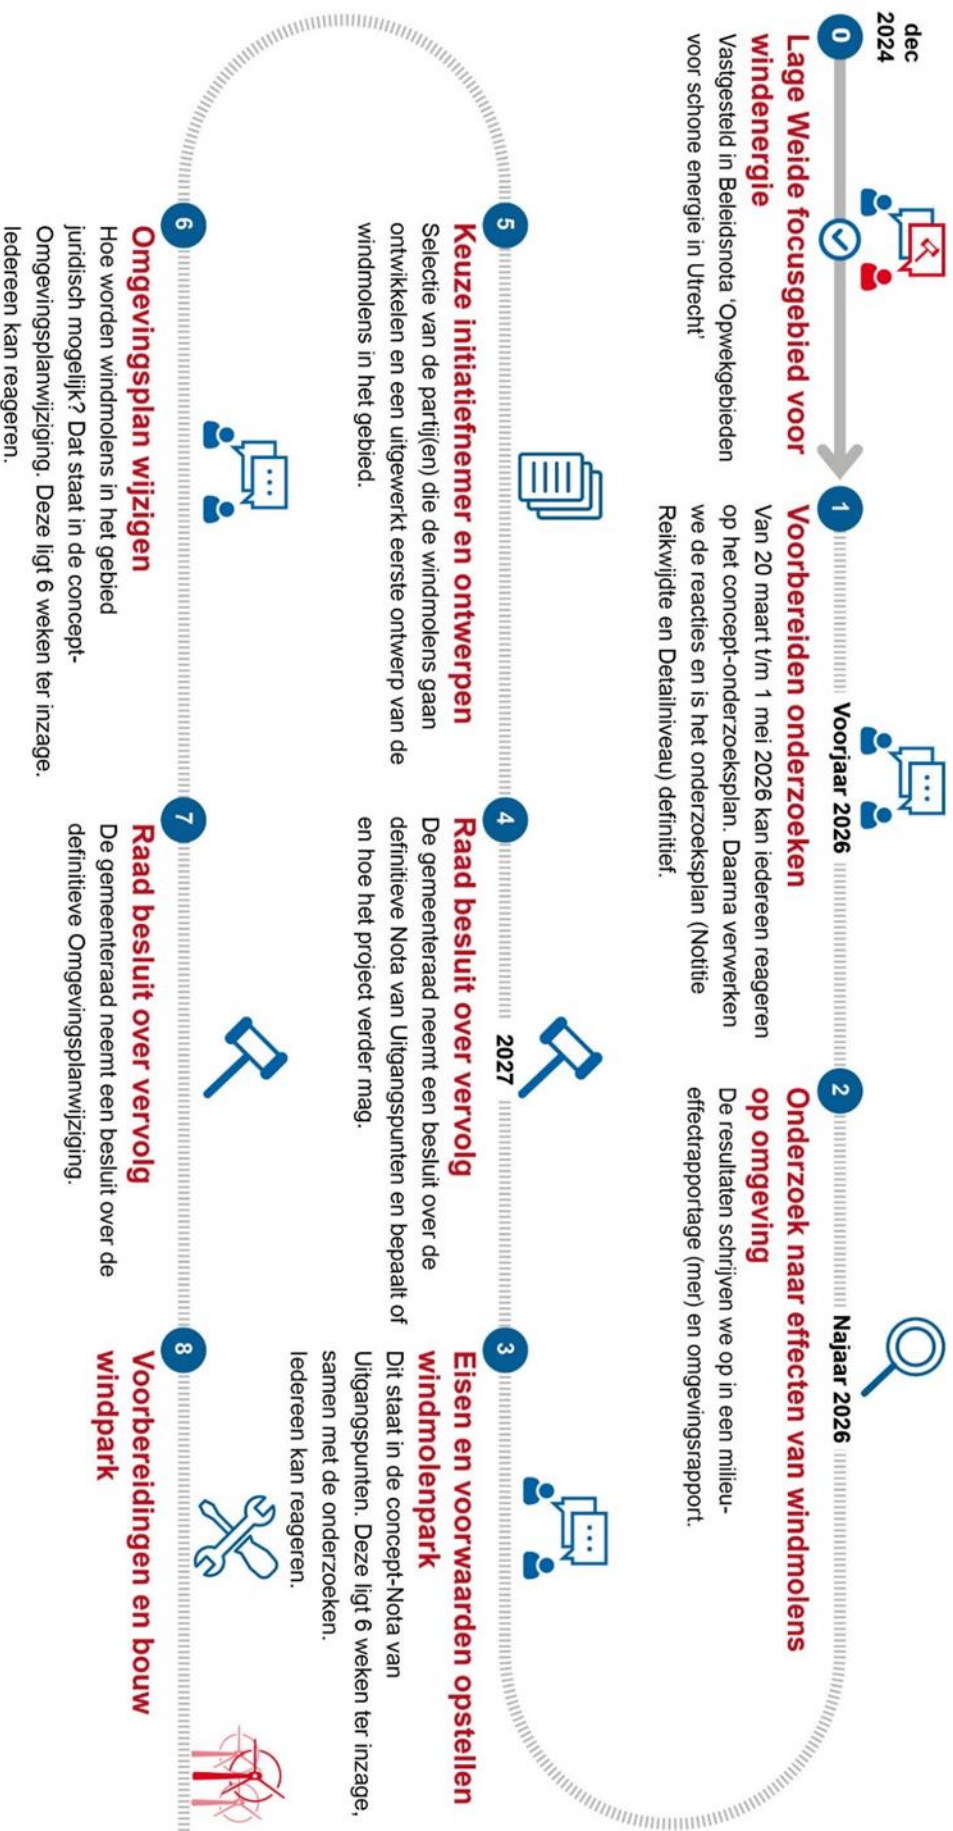 dec
2024
0
Lage Weide focusgebied voor
windenergie
Vastgesteld in Beleidsnota ‘Opwekgebieden
voor schone energie in Utrecht’
1
Voorjaar 2026
Voorbereiden onderzoeken
Van 20 maart t/m 1 mei 2026 kan iedereen reageren
op het concept-onderzoeksplan. Daarna verwerken
we de reacties en is het onderzoeksplan (Notitie
Reikwijdte en Detailniveau) definitief.
2
Najaar 2026
Onderzoek naar effecten van windmolens
op omgeving
De resultaten schrijven we op in een milieu-
effectrapportage (mer) en omgevingsrapport.
3
Eisen en voorwaarden opstellen
windmolenpark
Dit staat in de concept-Nota van
Uitgangspunten. Deze ligt 6 weken ter inzage,
samen met de onderzoeken.
Iedereen kan reageren.
2027
4
Raad besluit over vervolg
De gemeenteraad neemt een besluit over de
definitieve Nota van Uitgangspunten en bepaalt of
en hoe het project verder mag.
5
Keuze initiatiefnemer en ontwerpen
Selectie van de partij(en) die de windmolens gaan
ontwikkelen en een uitgewerkt eerste ontwerp van de
windmolens in het gebied.
6
Omgevingsplan wijzigen
Hoe worden windmolens in het gebied
juridisch mogelijk? Dat staat in de concept-
Omgevingsplanwijziging. Deze ligt 6 weken ter inzage.
Iedereen kan reageren.
7
Raad besluit over vervolg
De gemeenteraad neemt een besluit over de
definitieve Omgevingsplanwijziging.
8
Voorbereidingen en bouw
windpark